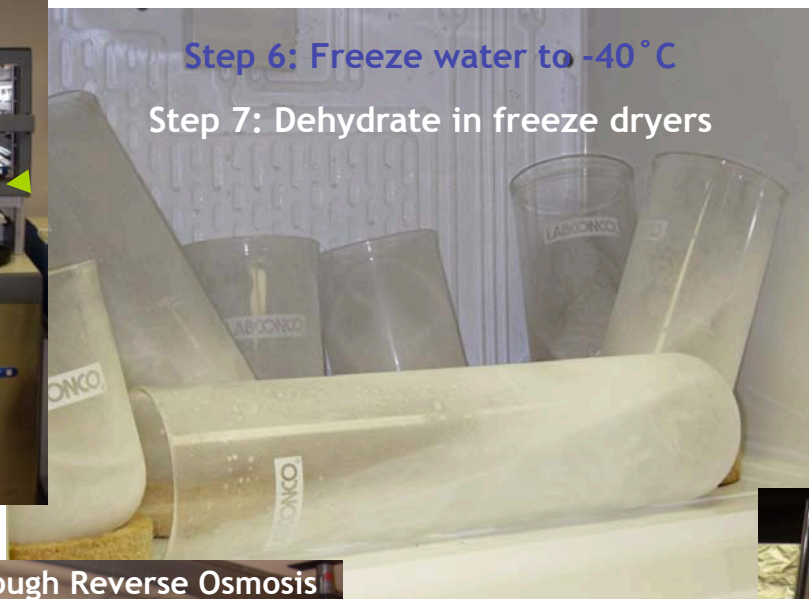 Step 6: Freeze water to -40°C
Step 7: Dehydrate in freeze dryers
LABCONCO
LABCONCO
ONCO
CO
LABCONCO
ough Reverse Osmosis